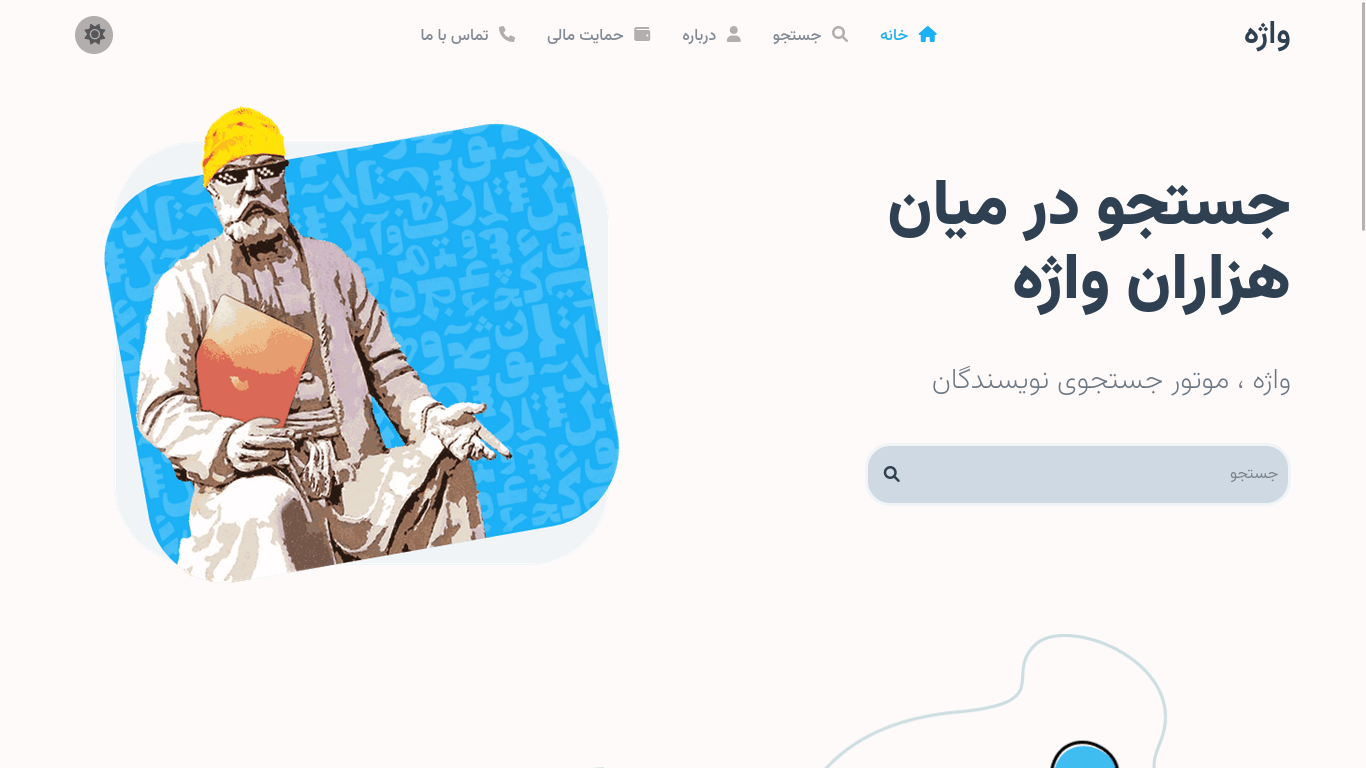 واژه
خانه
جستجو
درباره
حمایت مالی
تماس با ما
جستجو در میان
هزاران واژه
واژه ، موتور جستجوی نویسندگان
جستجو